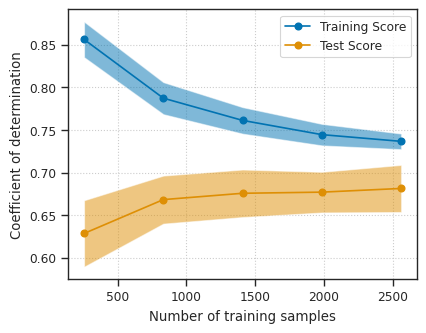 Coefficient of determination
0.85
0.80
0.75
0.70
0.65
0.60
Training Score
Test Score
500
1000
1500
2000
2500
Number of training samples